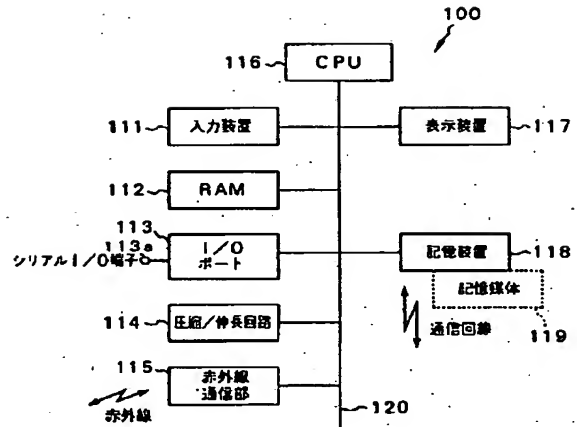 100
116 CPU
111 入力装置
表示装置 117
112 RAM
113
113a
シリアルI/O端子
I/O
ポート
記憶装置 118
記憶媒体
119
114 圧縮/伸長回路
通信回線
115 赤外線
通信部
赤外線
120